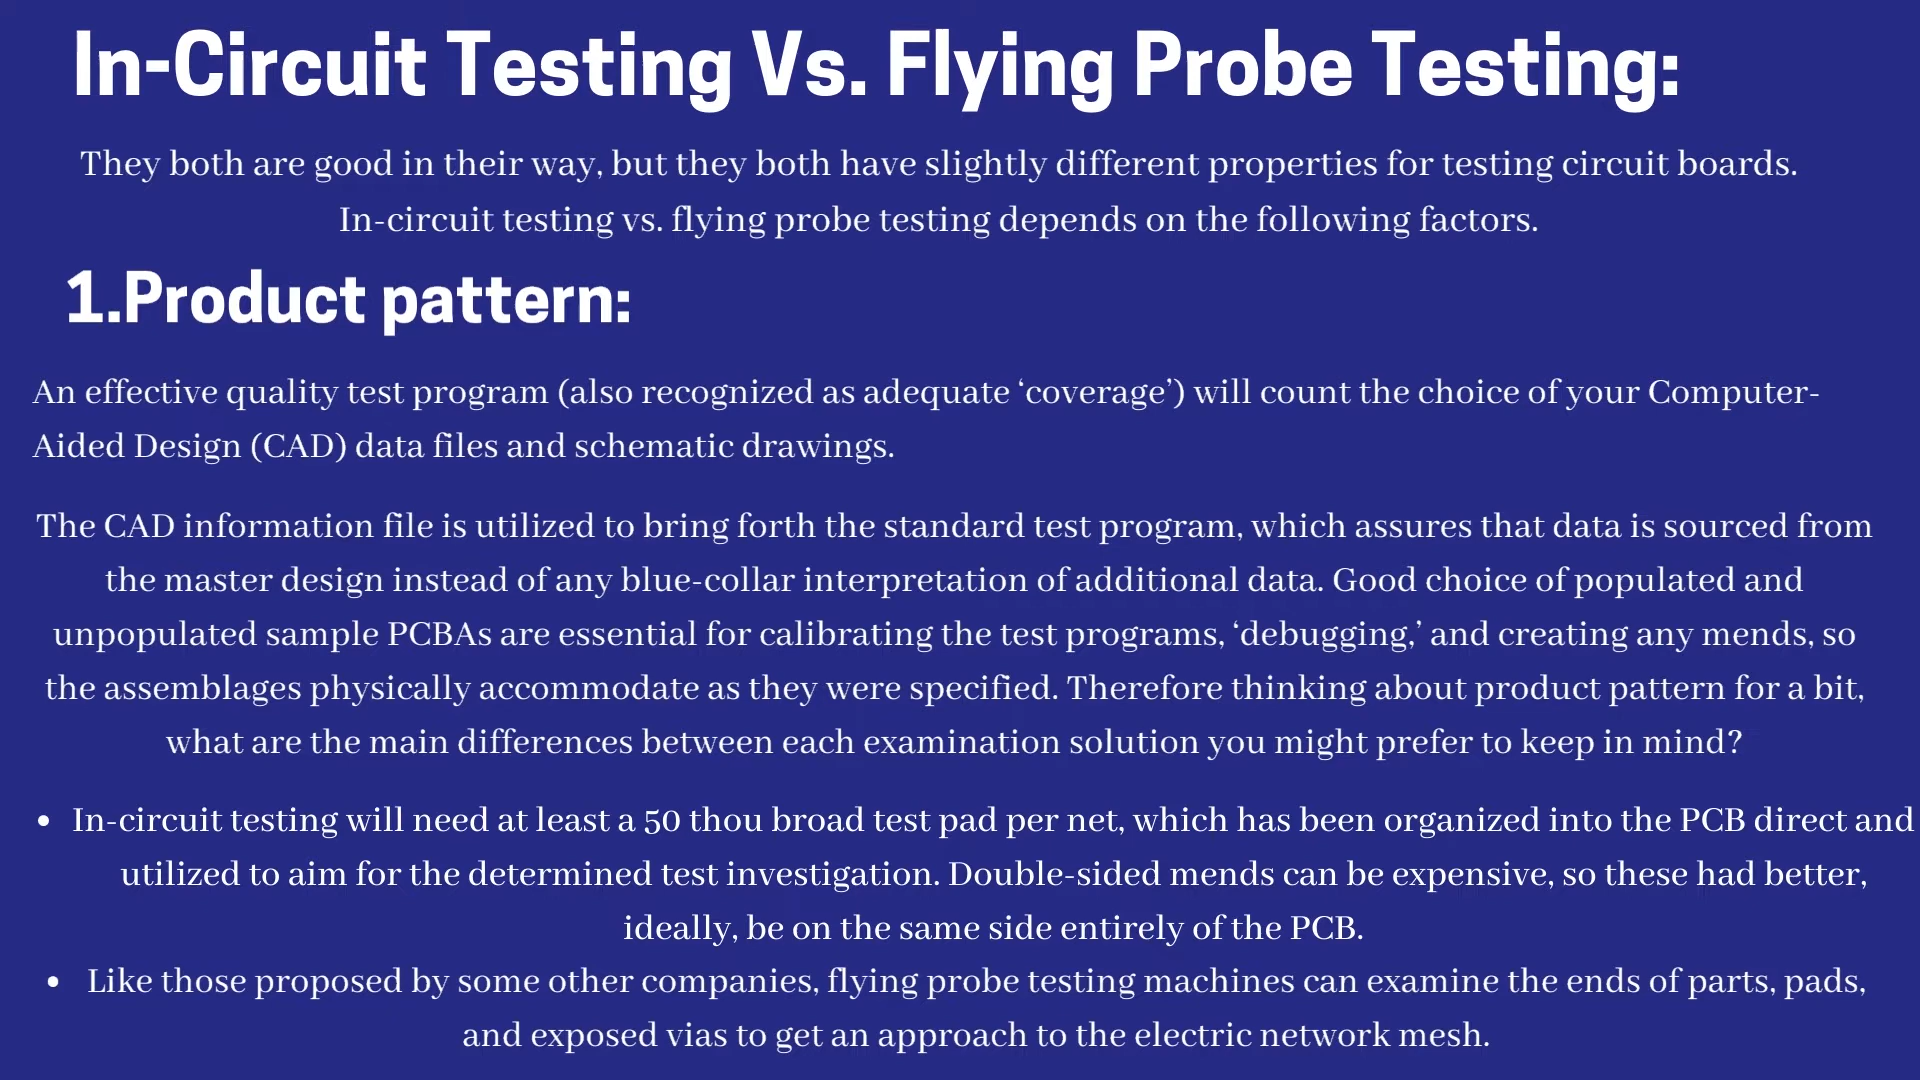 In-Circuit Testing Vs. Flying Probe Testing:
They both are good in their way, but they both have slightly different properties for testing circuit boards.
In-circuit testing vs. flying probe testing depends on the following factors.
1.Product pattern:
An effective quality test program (also recognized as adequate ‘coverage’) will count the choice of your Computer-
Aided Design (CAD) data files and schematic drawings.
The CAD information file is utilized to bring forth the standard test program, which assures that data is sourced from
the master design instead of any blue-collar interpretation of additional data. Good choice of populated and
unpopulated sample PCBAs are essential for calibrating the test programs, ‘debugging,’ and creating any mends, so
the assemblages physically accommodate as they were specified. Therefore thinking about product pattern for a bit,
what are the main differences between each examination solution you might prefer to keep in mind?
• In-circuit testing will need at least a 50 thou broad test pad per net, which has been organized into the PCB direct and
utilized to aim for the determined test investigation. Double-sided mends can be expensive, so these had better,
ideally, be on the same side entirely of the PCB.
• Like those proposed by some other companies, flying probe testing machines can examine the ends of parts, pads,
and exposed vias to get an approach to the electric network mesh.